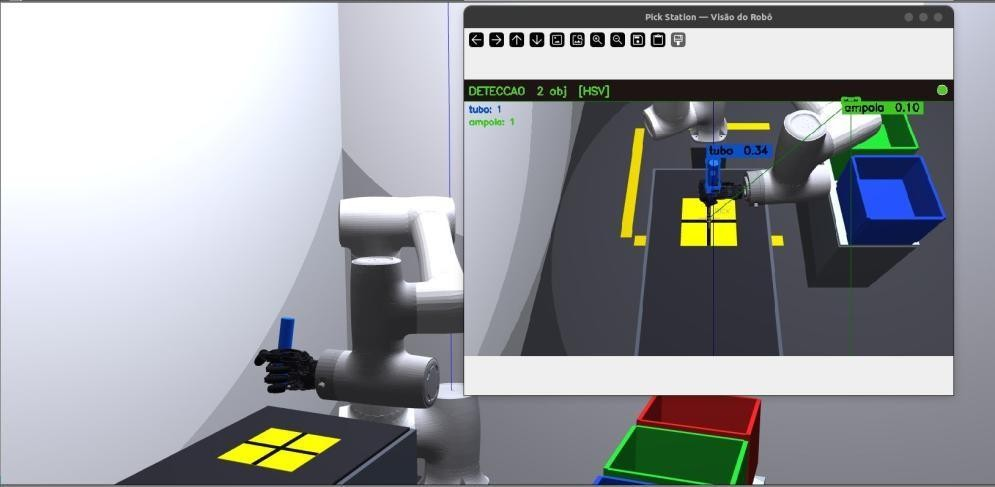 Pick Station — Visão do Robô
DETECCAO 2 obj [HSV]
tubo: 1
ampola: 1
ampola 0.10
tubo 0.34